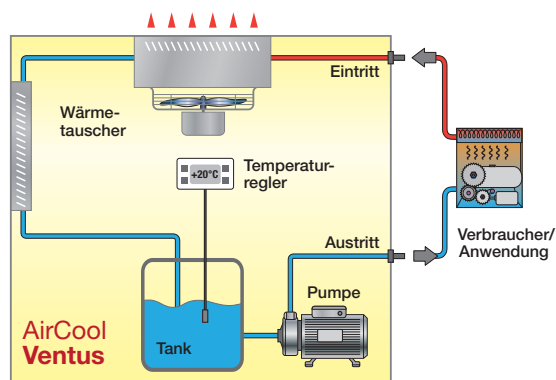 Eintritt
Wärme-
tauscher
+20°C
Temperatur-
regler
Austritt
Verbraucher/
Anwendung
Pumpe
AirCool
Ventus
Tank